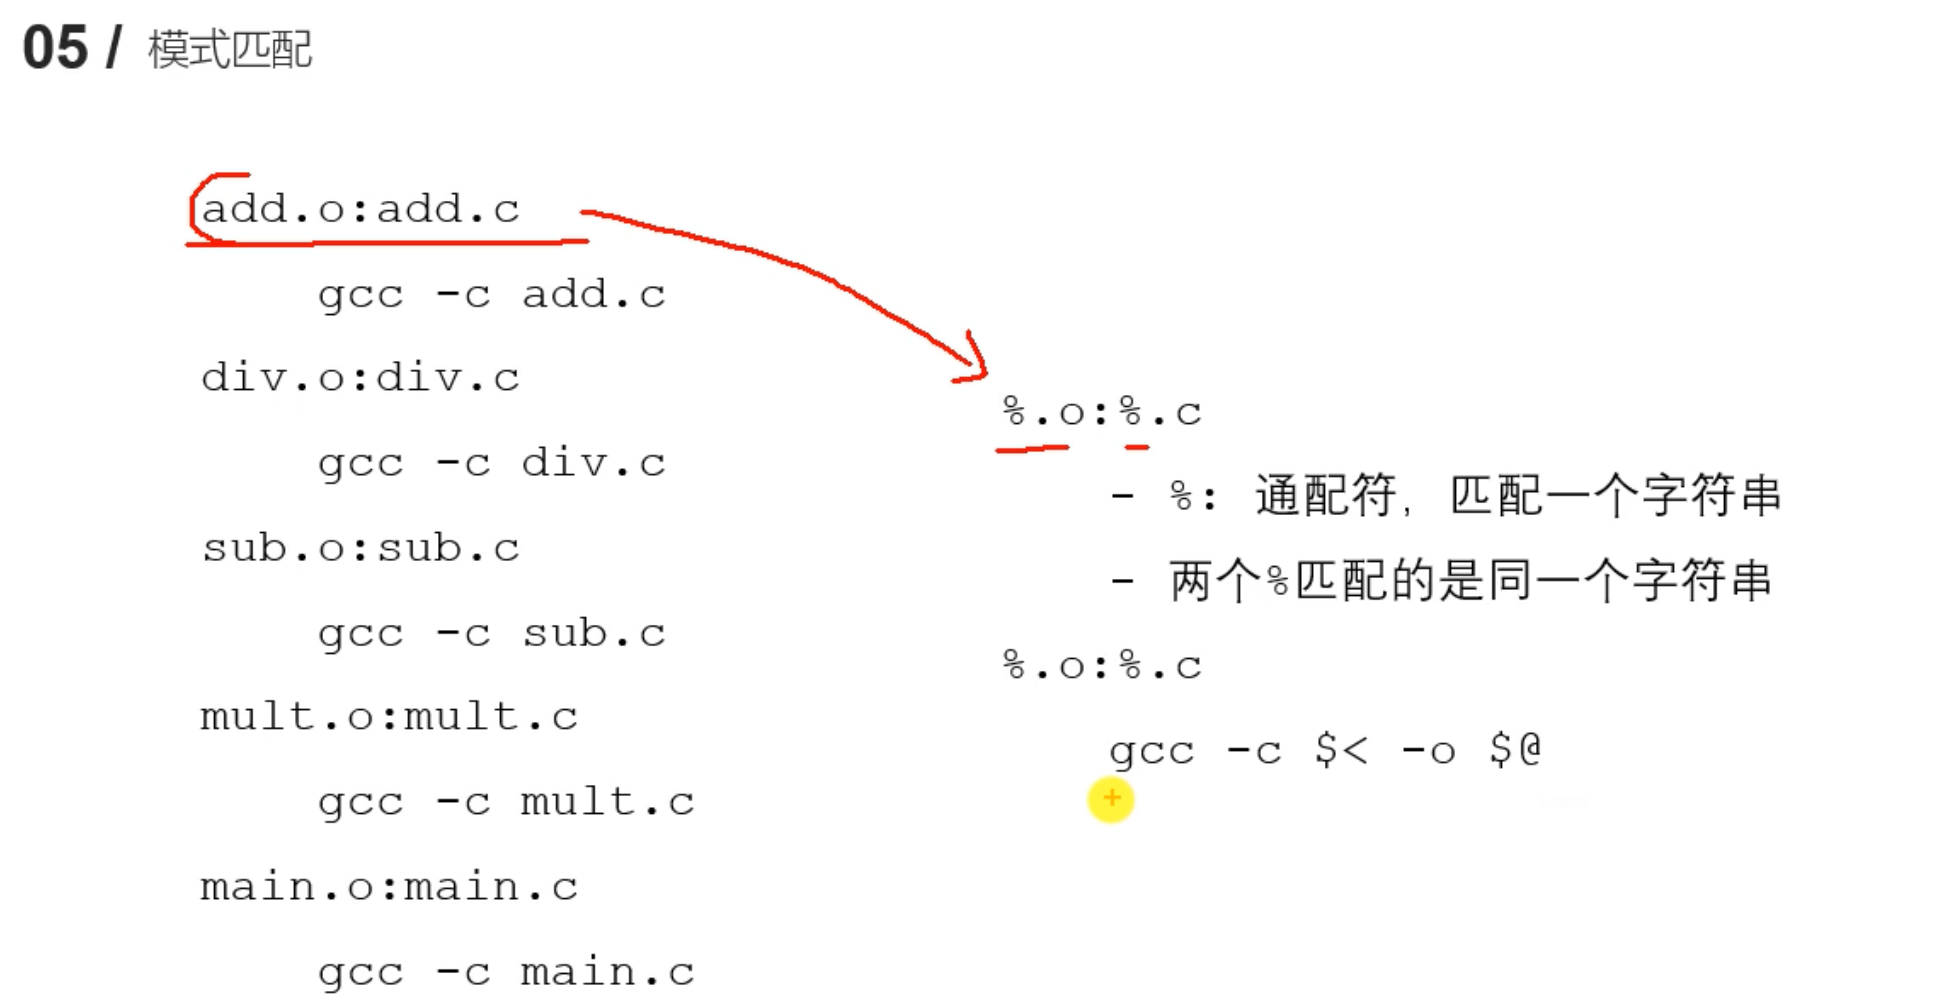 05 / 模式匹配
add.o:add.c
gcc -c add.c
div.o:div.c
gcc -c div.c
sub.o:sub.c
gcc -c sub.c
mult.o:mult.c
gcc -c mult.c
main.o:main.c
gcc -c main.c
%.o:%.c
- %: 通配符, 匹配一个字符串
- 两个%匹配的是同一个字符串
%.o:%.c
gcc -c $< -o $@